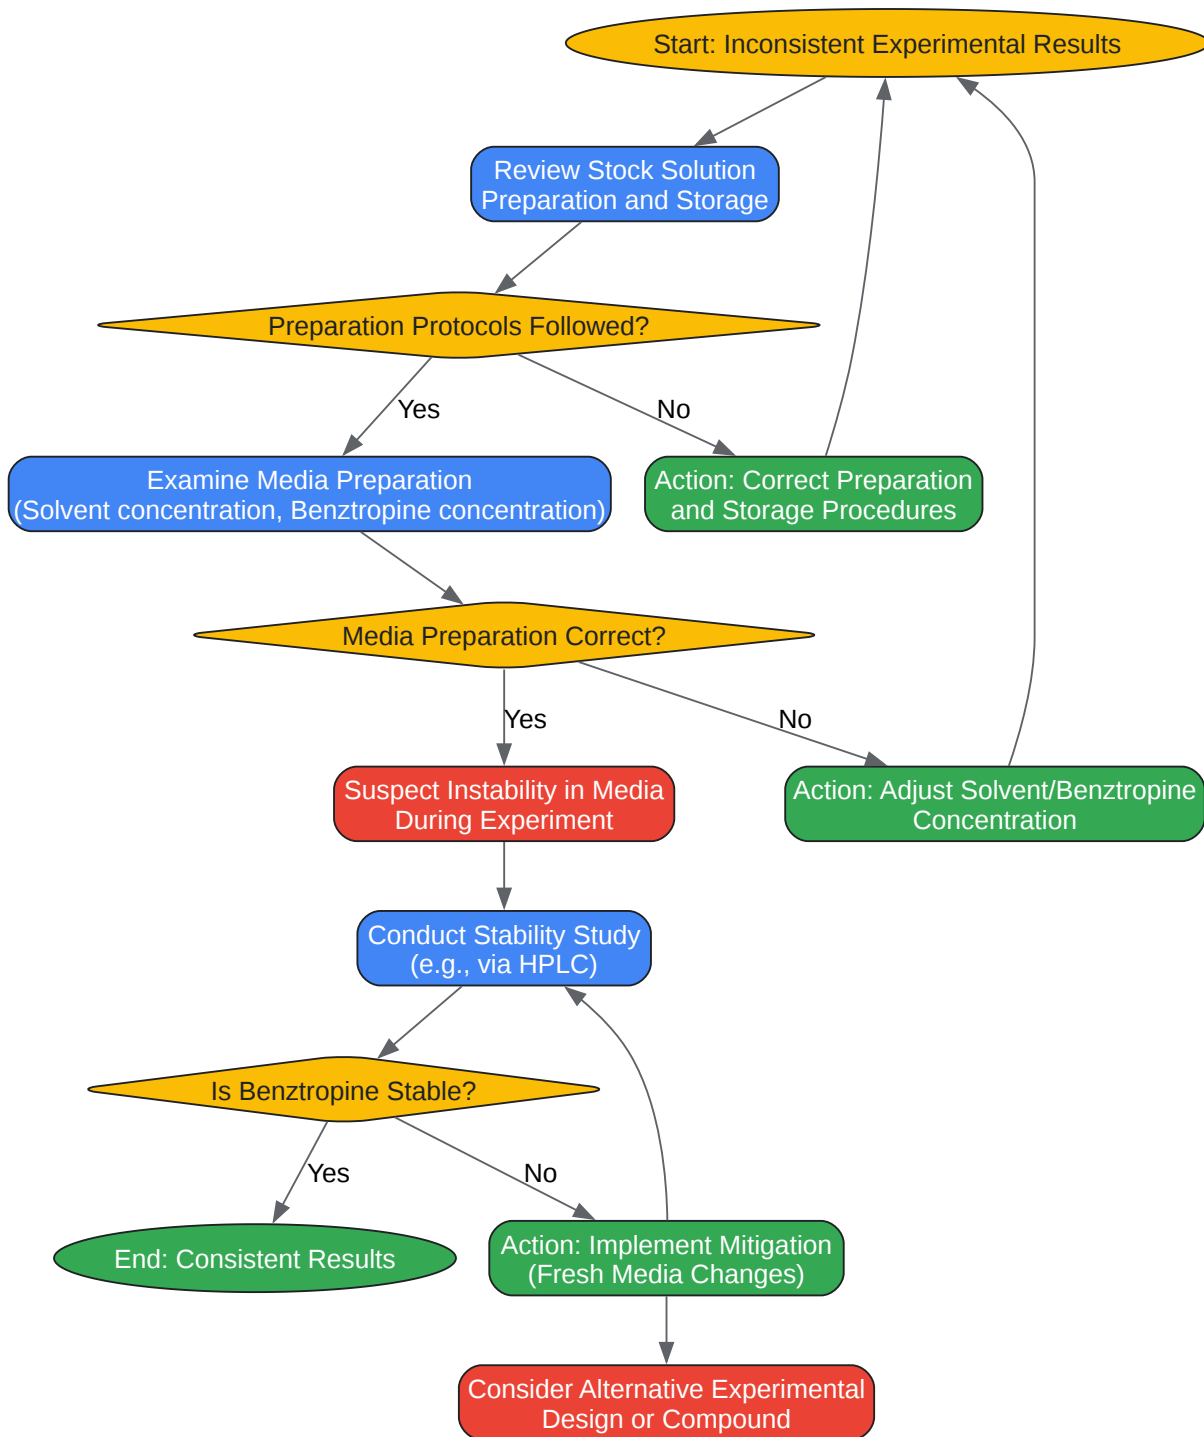 Start: Inconsistent Experimental Results
Review Stock Solution
Preparation and Storage
Preparation Protocols Followed?
Yes
No
Examine Media Preparation
(Solvent concentration, Benztropine concentration)
Action: Correct Preparation
and Storage Procedures
Media Preparation Correct?
Yes
No
Suspect Instability in Media
During Experiment
Action: Adjust Solvent/Benztropine
Concentration
Conduct Stability Study
(e.g., via HPLC)
Is Benztropine Stable?
Yes
No
End: Consistent Results
Action: Implement Mitigation
(Fresh Media Changes)
Consider Alternative Experimental
Design or Compound